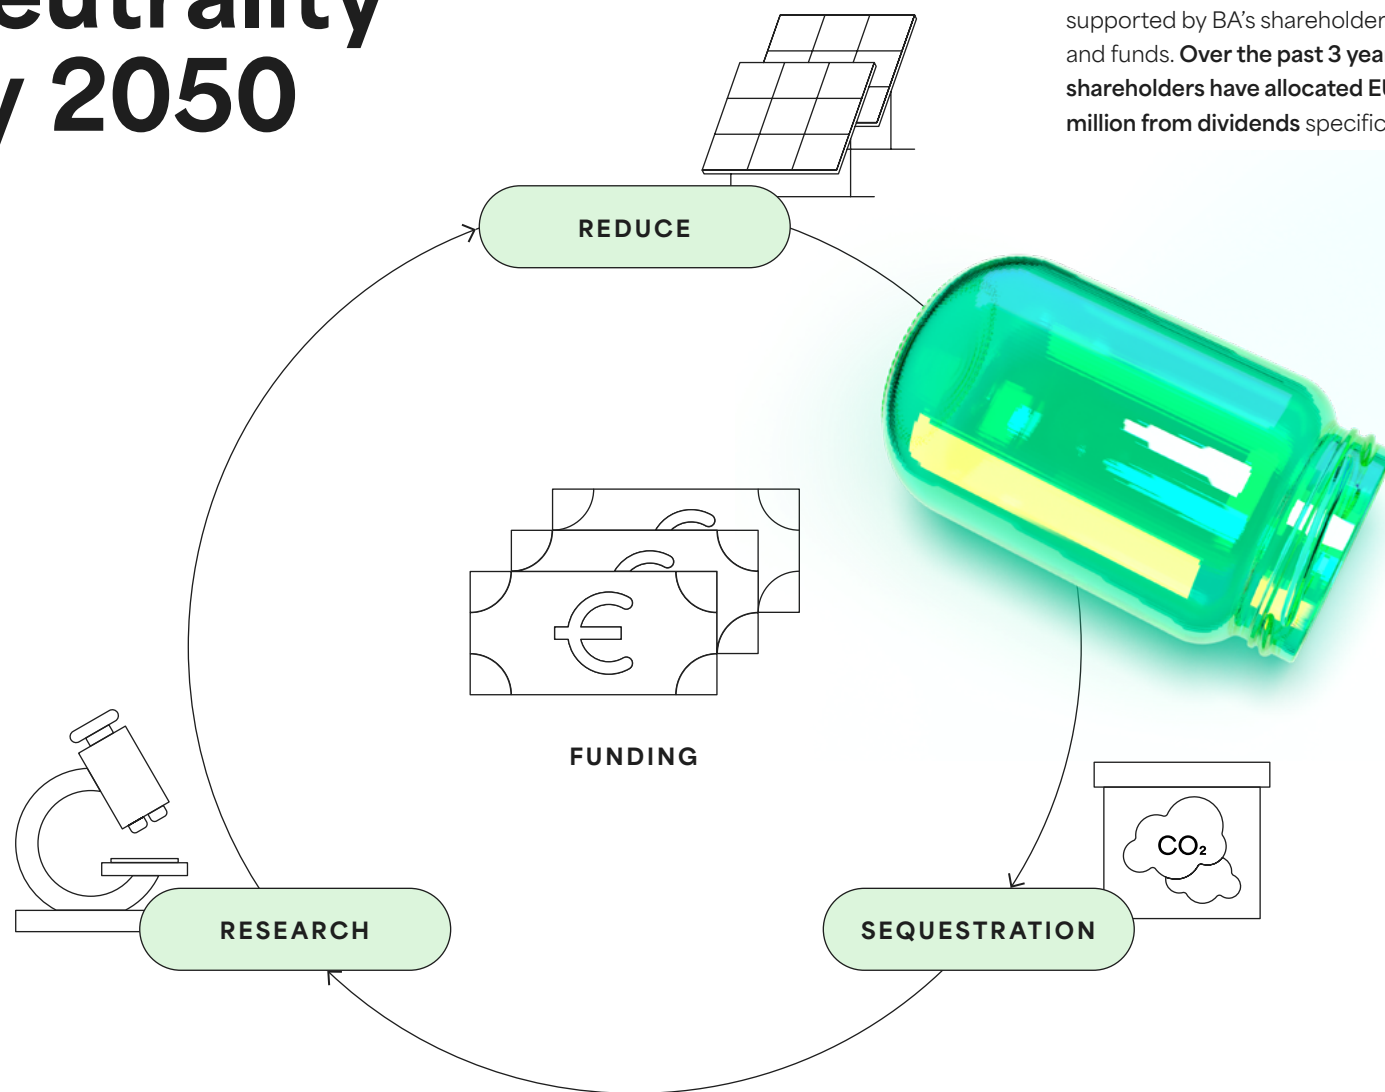 eutrality
y 2050
supported by BA’s shareholder
and funds. Over the past 3 yea
shareholders have allocated EU
million from dividends specific
REDUCE
FUNDING
CO₂
RESEARCH
SEQUESTRATION